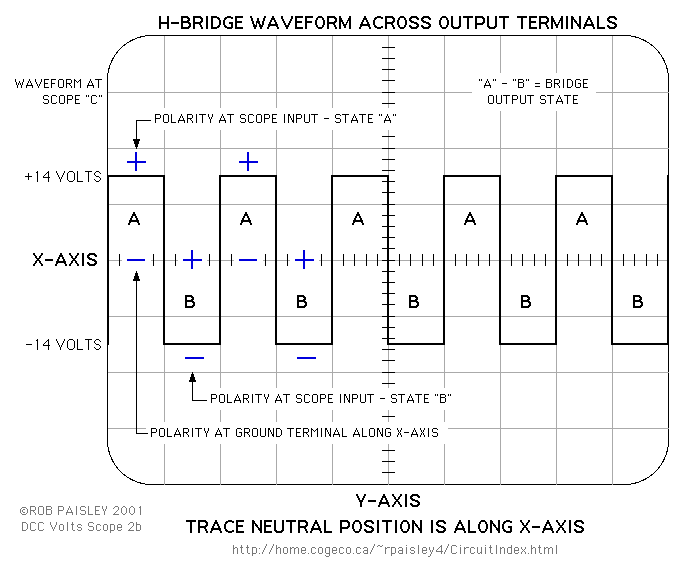 H-BRIDGE WAVEFORM ACROSS OUTPUT TERMINALS
WAVEFORM AT
SCOPE "C"
"A" - "B" = BRIDGE
OUTPUT STATE
POLARITY AT SCOPE INPUT - STATE "A"
+ +
+14 VOLTS
A A A A A
X-AXIS
− + − +
B B B B B
-14 VOLTS
− −
POLARITY AT SCOPE INPUT - STATE "B"
POLARITY AT GROUND TERMINAL ALONG X-AXIS
Y-AXIS
©ROB PAISLEY 2001
DCC Volts Scope 2b
TRACE NEUTRAL POSITION IS ALONG X-AXIS
http://home.cogeco.ca/~rpaisley4/CircuitIndex.html